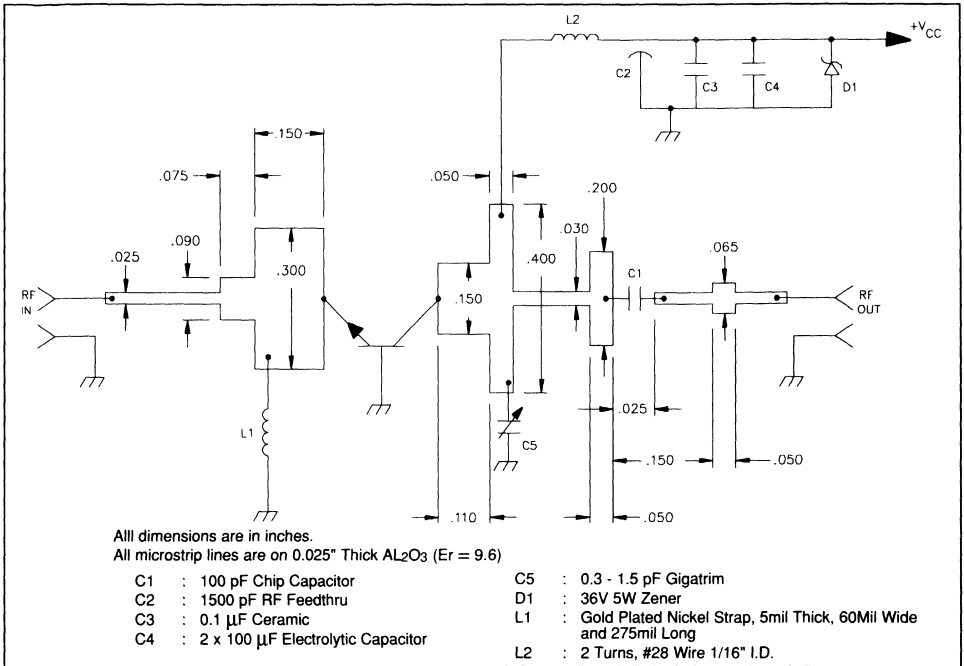 L2
+VCC
C2
C3
C4
D1
.150
.075
.050
.200
.090
.030
.065
.025
.300
.400
C1
RF
IN
.150
RF
OUT
L1
C5
.025
.150
.050
.110
.050
Alll dimensions are in inches.
All microstrip lines are on 0.025" Thick AL2O3 (Er = 9.6)
C1 : 100 pF Chip Capacitor
C2 : 1500 pF RF Feedthru
C3 : 0.1 µF Ceramic
C4 : 2 x 100 µF Electrolytic Capacitor
C5 : 0.3 - 1.5 pF Gigatrim
D1 : 36V 5W Zener
L1 : Gold Plated Nickel Strap, 5mil Thick, 60Mil Wide
and 275mil Long
L2 : 2 Turns, #28 Wire 1/16" I.D.